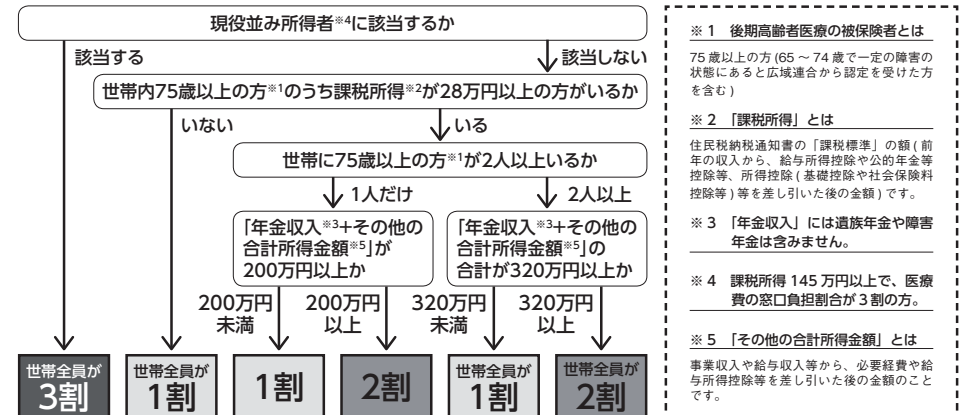 現役並み所得者※4に該当するか
該当する
該当しない
世帯内75歳以上の方※1のうち課税所得※2が28万円以上の方がいるか
いない
いる
世帯に75歳以上の方※1が2人以上いるか
1人だけ
2人以上
「年金収入※3+その他の
合計所得金額※5」が
200万円以上か
「年金収入※3+その他の
合計所得金額※5」の
合計が320万円以上か
200万円
未満
200万円
以上
320万円
未満
320万円
以上
世帯全員が
3割
世帯全員が
1割
1割
2割
世帯全員が
1割
世帯全員が
2割
※1 後期高齢者医療の被保険者とは
75歳以上の方(65～74歳で一定の障害の
状態にあると広域連合から認定を受けた方
を含む)
※2 「課税所得」とは
住民税納税通知書の「課税標準」の額(前
年の収入から、給与所得控除や公的年金等
控除等、所得控除(基礎控除や社会保険料
控除等)等を差し引いた後の金額)です。
※3 「年金収入」には遺族年金や障害
年金は含みません。
※4 課税所得145万円以上で、医療
費の窓口負担割合が3割の方。
※5 「その他の合計所得金額」とは
事業収入や給与収入等から、必要経費や給
与所得控除等を差し引いた後の金額のこと
です。